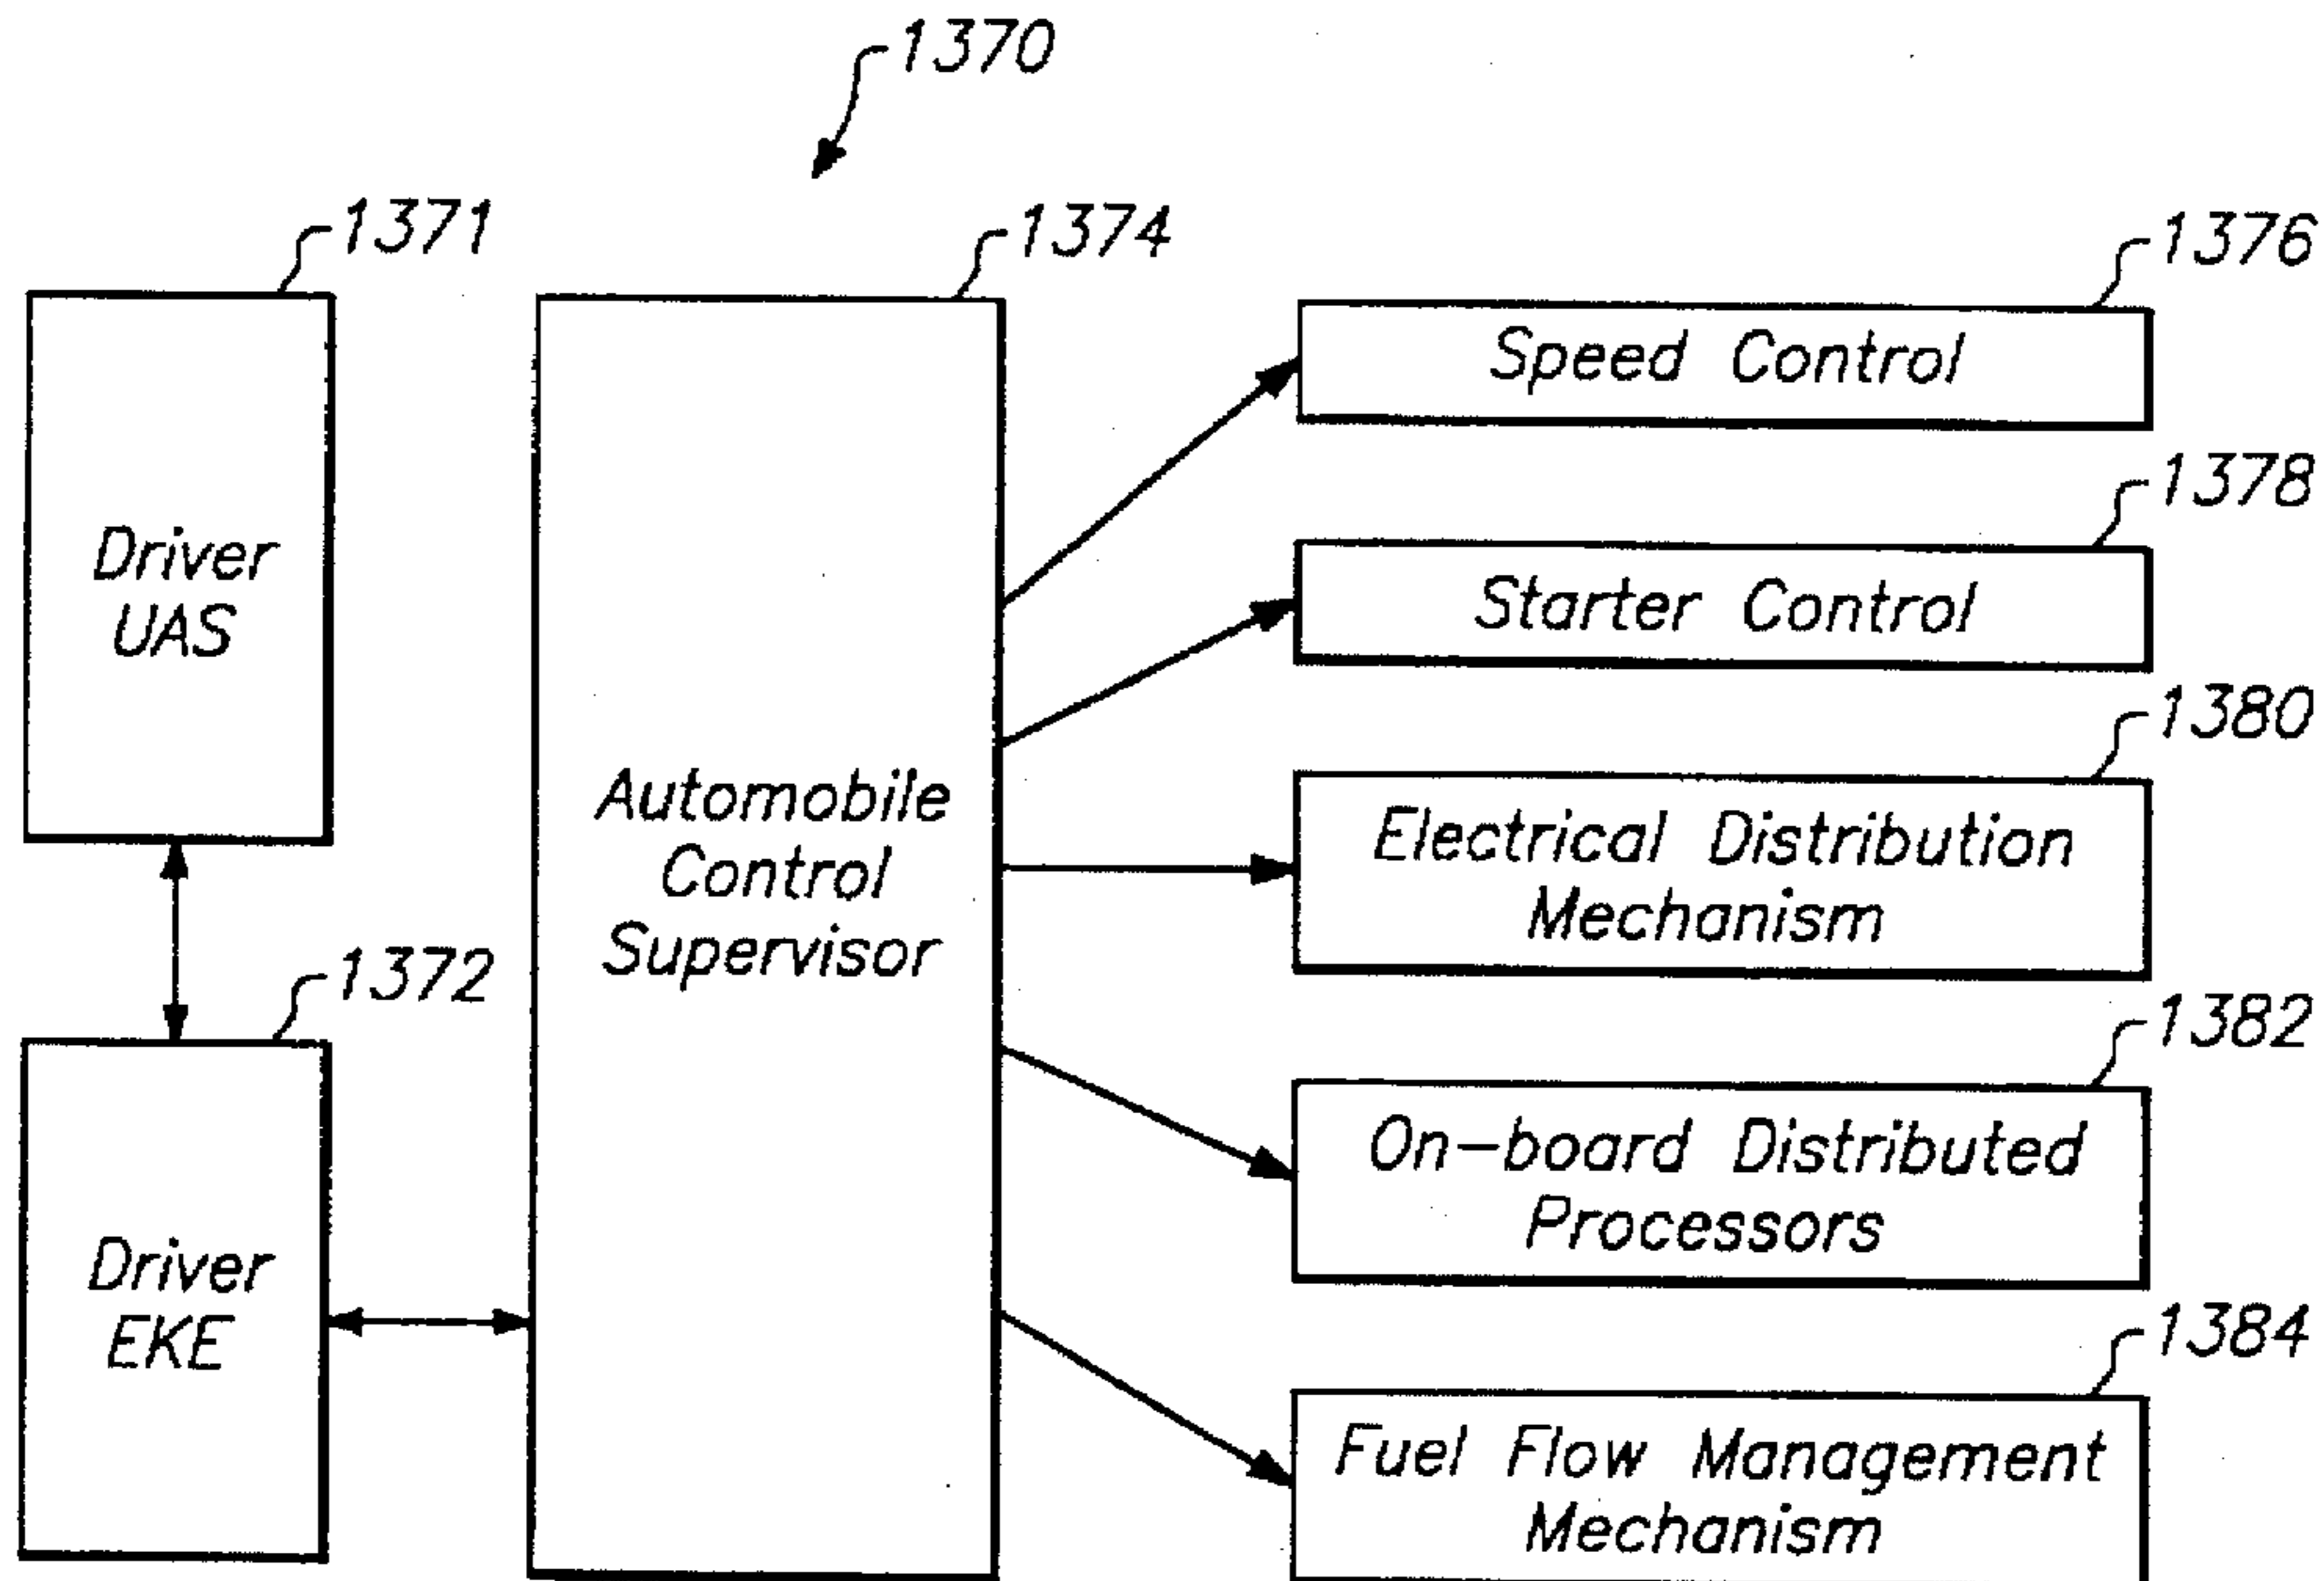 1370
1371
Driver
UAS
1372
Driver
EKE
1374
Automobile
Control
Supervisor
1376
Speed Control
1378
Starter Control
1380
Electrical Distribution
Mechanism
1382
On-board Distributed
Processors
1384
Fuel Flow Management
Mechanism